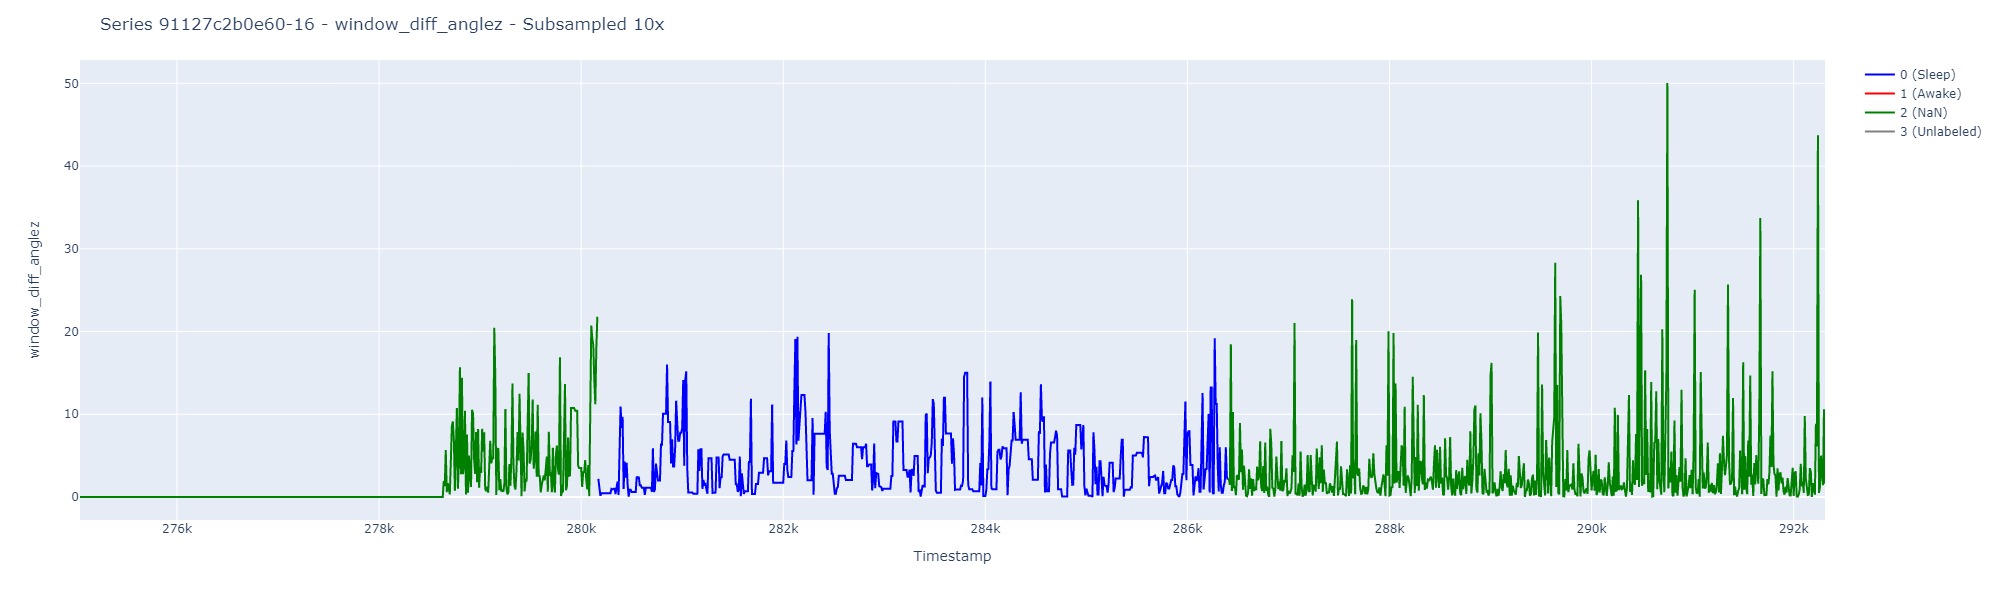 Series 91127c2b0e60-16 - window_diff_anglez - Subsampled 10x
window_diff_anglez
50
40
30
20
10
0
276k 278k 280k 282k 284k 286k 288k 290k 292k
Timestamp
0 (Sleep)
1 (Awake)
2 (NaN)
3 (Unlabeled)